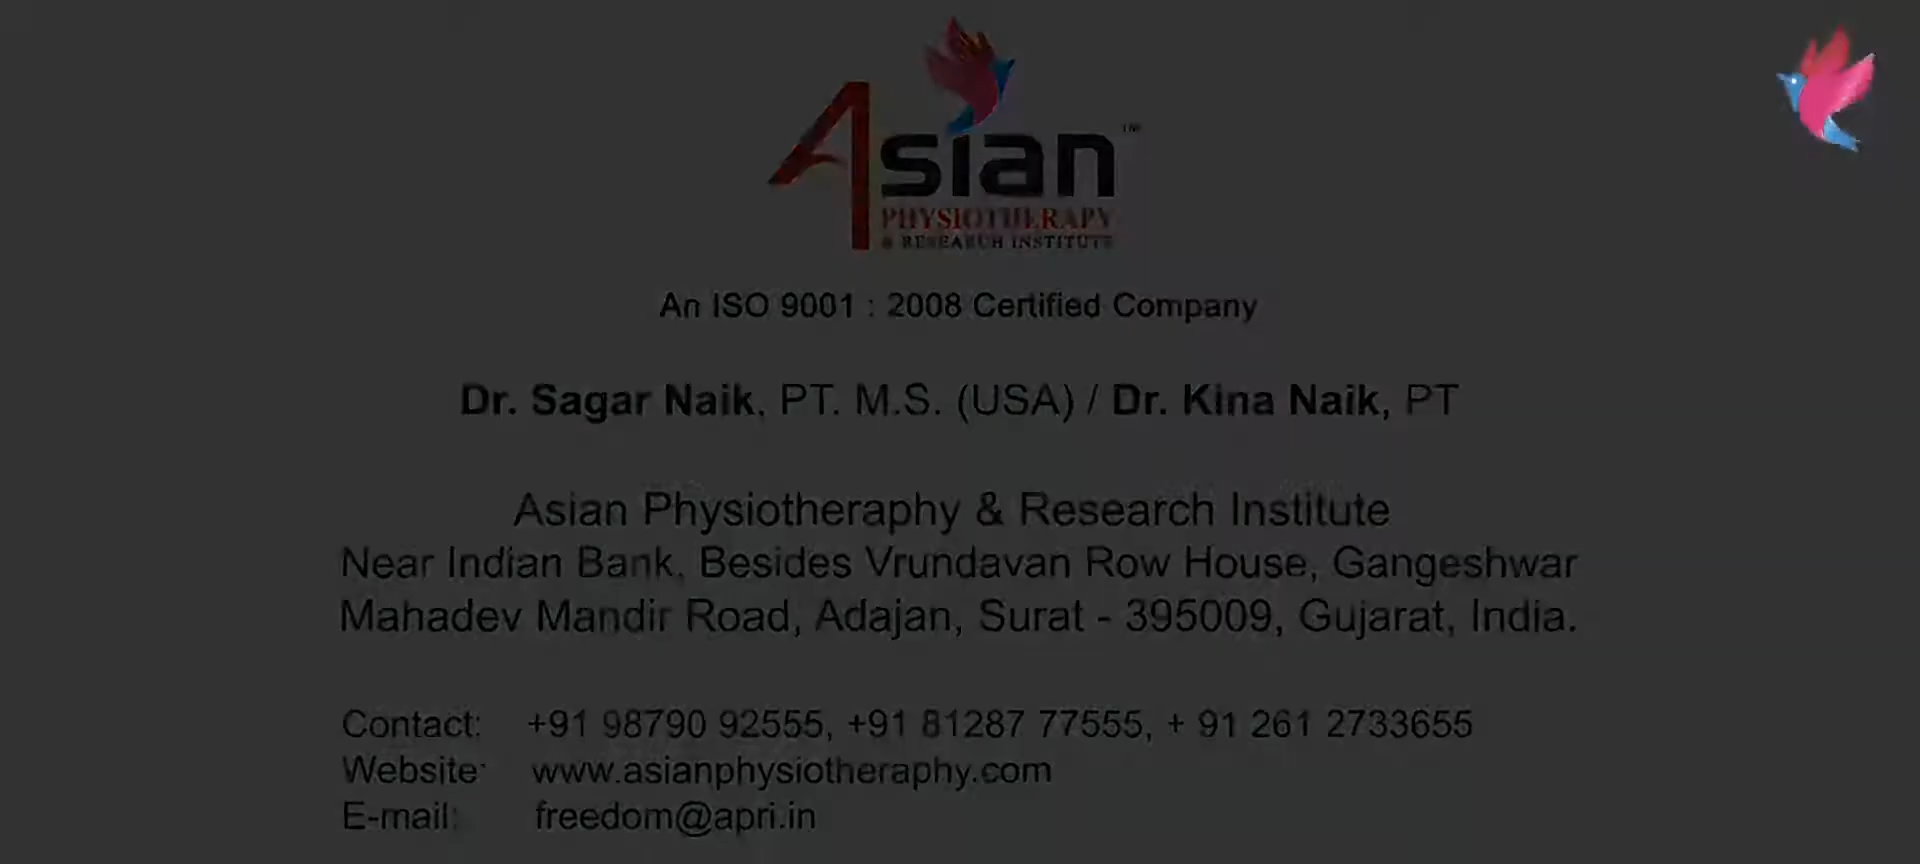 Asian™
PHYSIOTHERAPY
& RESEARCH INSTITUTE
An ISO 9001 : 2008 Certified Company
Dr. Sagar Naik, PT. M.S. (USA) / Dr. Kina Naik, PT
Asian Physiotheraphy & Research Institute
Near Indian Bank, Besides Vrundavan Row House, Gangeshwar
Mahadev Mandir Road, Adajan, Surat - 395009, Gujarat, India.
Contact: +91 98790 92555, +91 81287 77555, + 91 261 2733655
Website: www.asianphysiotheraphy.com
E-mail: freedom@apri.in